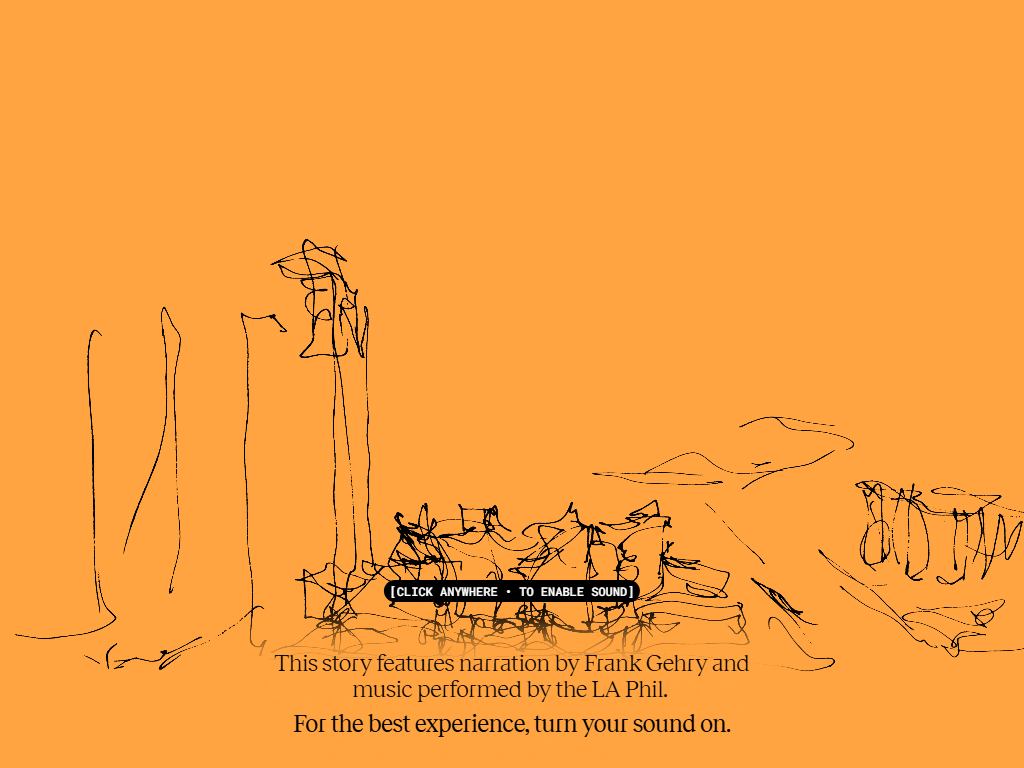 [CLICK ANYWHERE • TO ENABLE SOUND]
This story features narration by Frank Gehry and
music performed by the LA Phil.
For the best experience, turn your sound on.